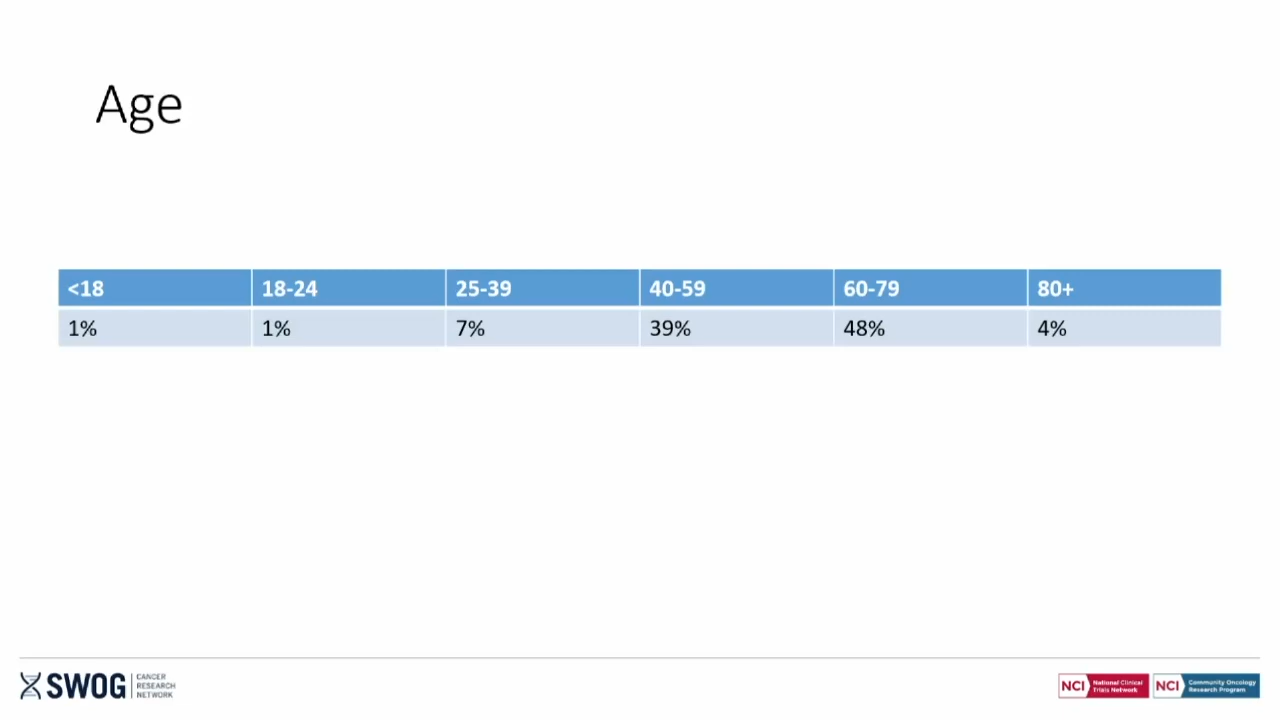 Age
<18 18-24 25-39 40-59 60-79 80+
1% 1% 7% 39% 48% 4%
SWOG
CANCER
RESEARCH
NETWORK
NCI National Clinical
Trials Network
NCI Community Oncology
Research Program